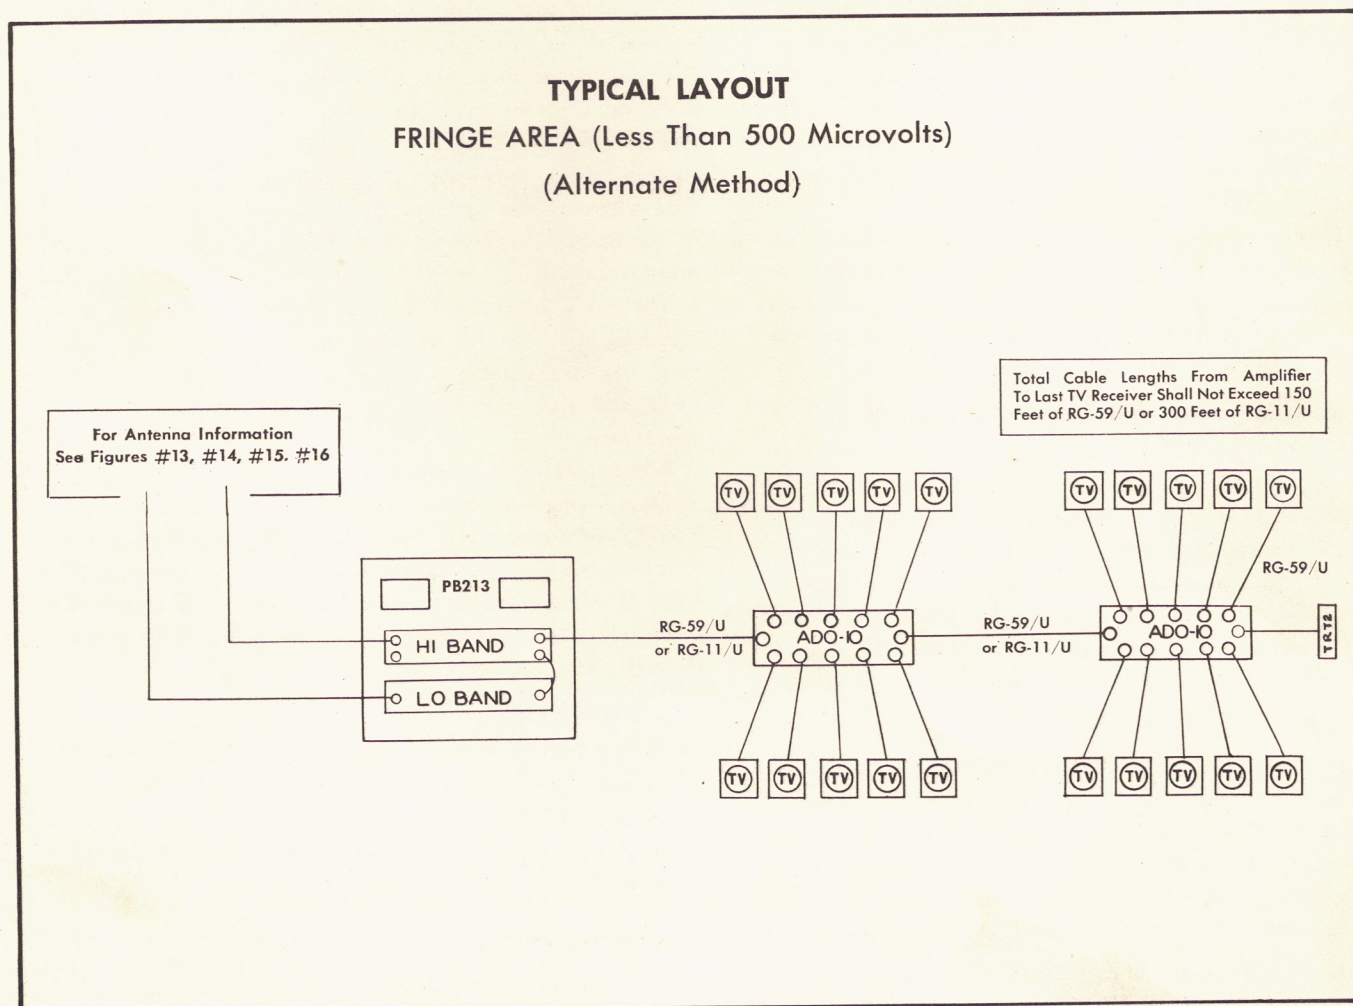 TYPICAL LAYOUT
FRINGE AREA (Less Than 500 Microvolts)
(Alternate Method)
Total Cable Lengths From Amplifier
To Last TV Receiver Shall Not Exceed 150
Feet of RG-59/U or 300 Feet of RG-11/U
For Antenna Information
See Figures #13, #14, #15. #16
TV TV TV TV TV
TV TV TV TV TV
RG-59/U
PB213
HI BAND
LO BAND
RG-59/U
or RG-11/U
ADO-10
RG-59/U
or RG-11/U
ADO-10
TRT2
TV TV TV TV TV
TV TV TV TV TV